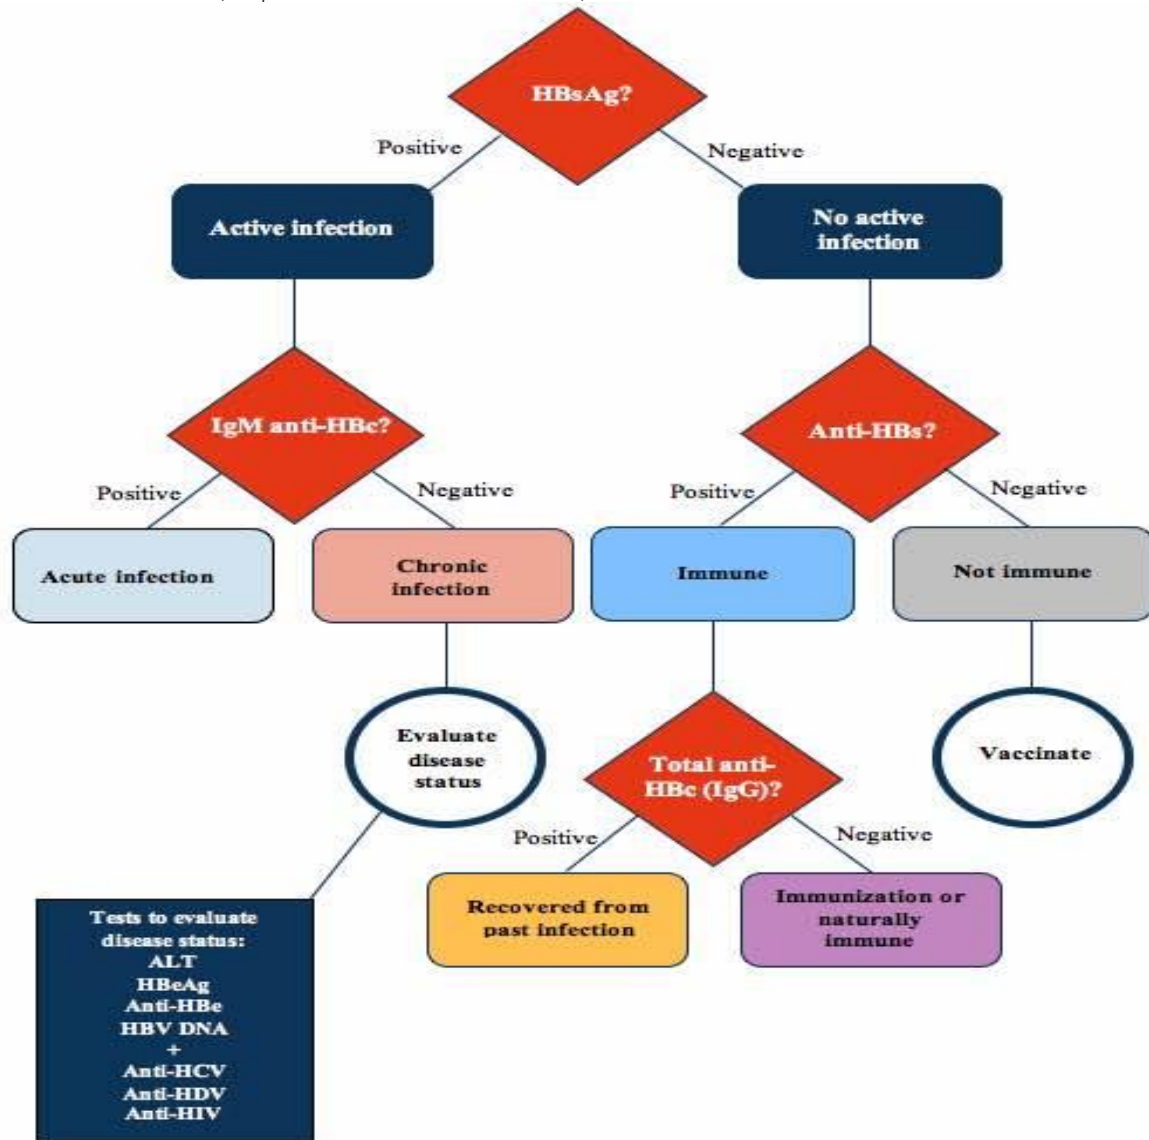 HBsAg?
Positive
Negative
Active infection
No active
infection
IgM anti-HBc?
Anti-HBs?
Positive
Negative
Positive
Negative
Acute infection
Chronic
infection
Immune
Not immune
Evaluate
disease
status
Total anti-
HBc (IgG)?
Vaccinate
Positive
Negative
Recovered from
past infection
Immunization or
naturally
immune
Tests to evaluate
disease status:
ALT
HBeAg
Anti-HBe
HBV DNA
+
Anti-HCV
Anti-HDV
Anti-HIV